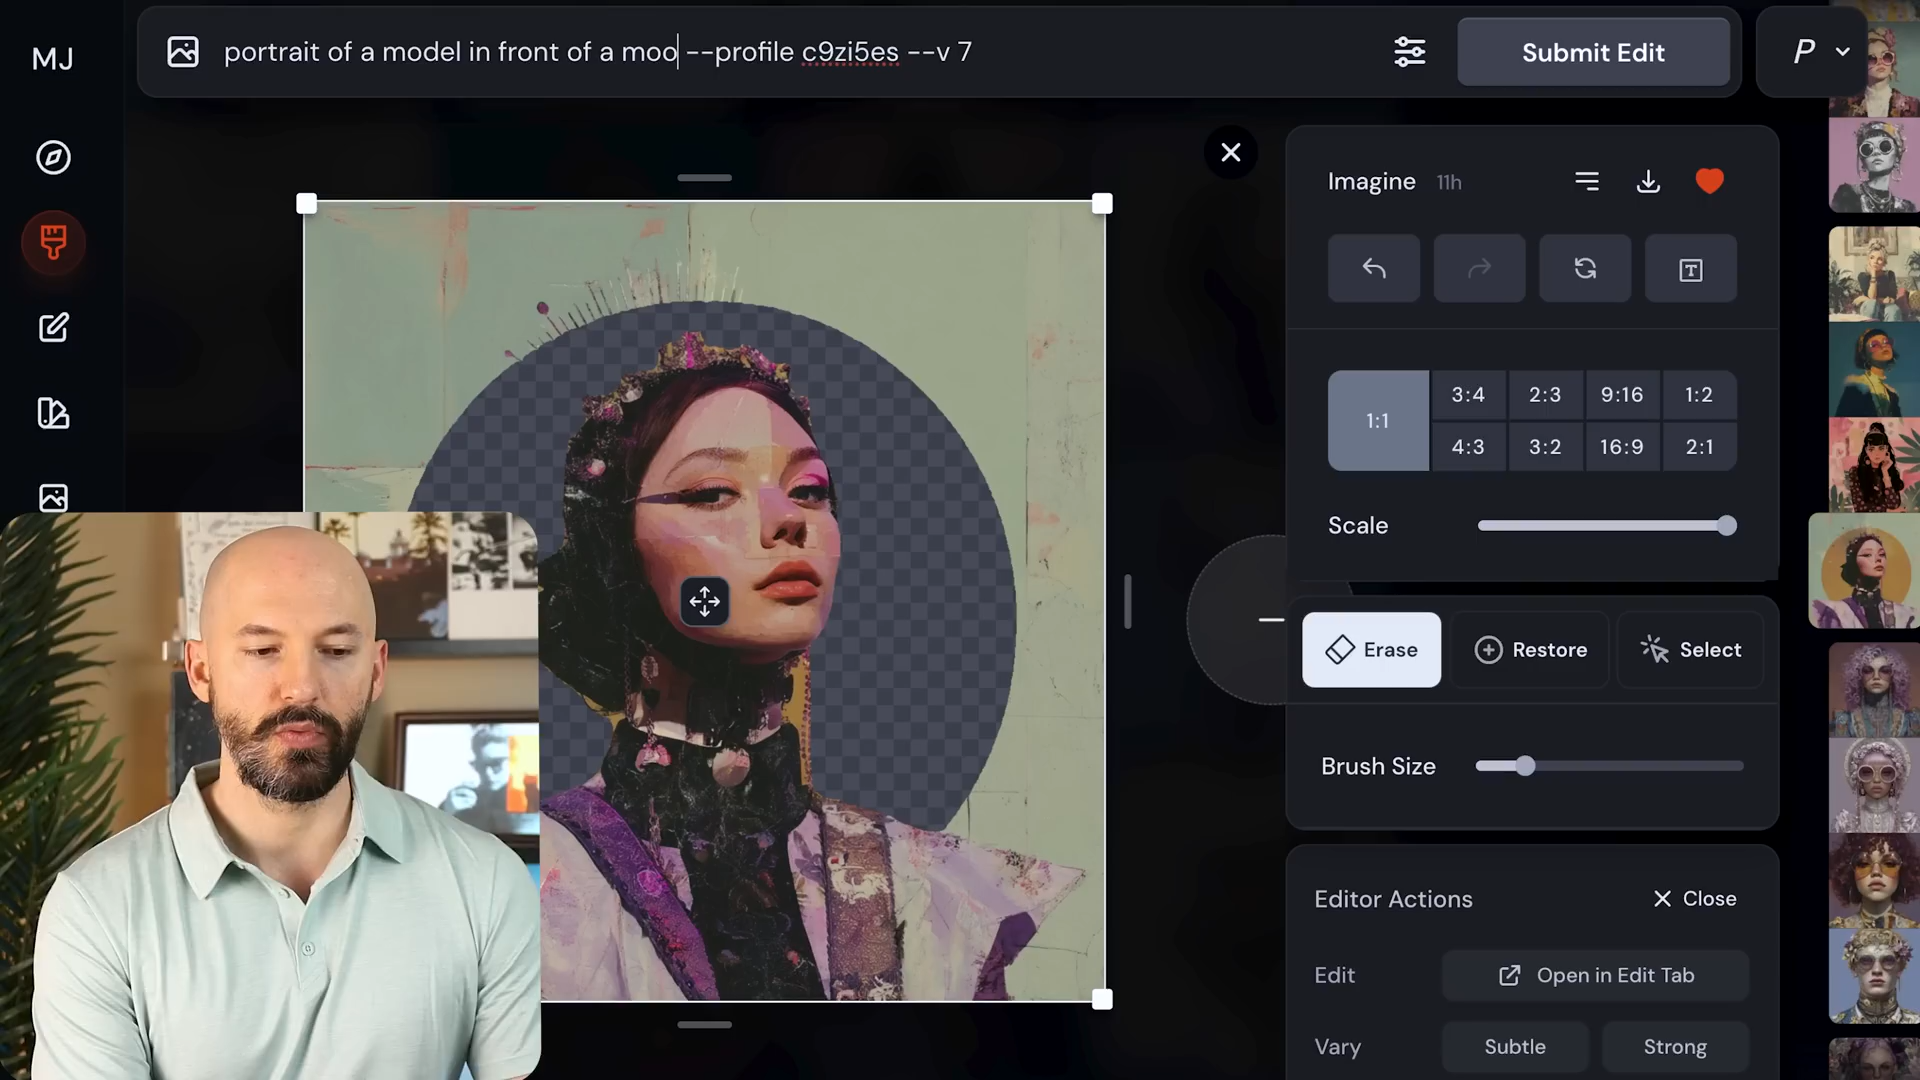 MJ
portrait of a model in front of a moo --profile c9zi5es --v 7
Submit Edit
P
Imagine 11h
1:1
3:4 2:3 9:16 1:2
4:3 3:2 16:9 2:1
Scale
Erase Restore Select
Brush Size
Editor Actions Close
Edit Open in Edit Tab
Vary Subtle Strong